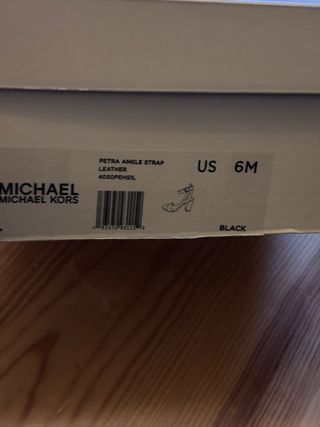 PETRA ANKLE STRAP
LEATHER
40S0PEHS1L
US 6M
MICHAEL
MICHAEL KORS
BLACK